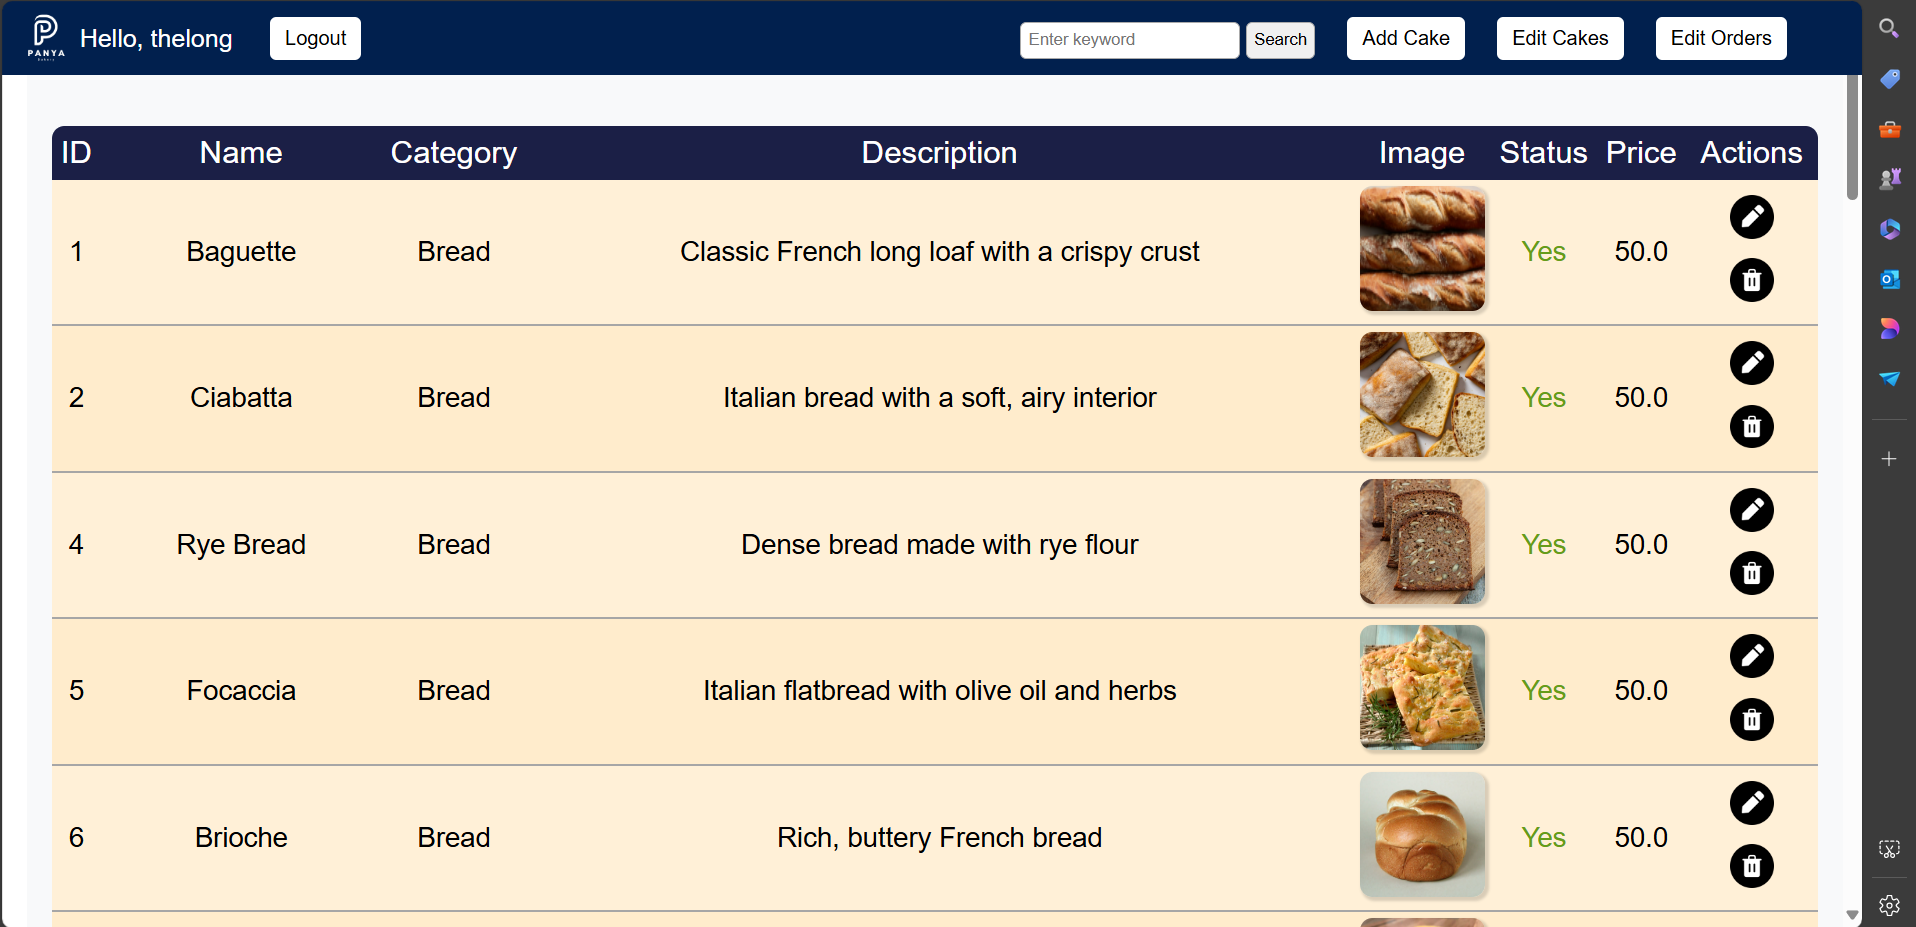 PANYA
Hello, thelong
Logout
Enter keyword
Search
Add Cake
Edit Cakes
Edit Orders
ID Name Category Description Image Status Price Actions
1 Baguette Bread Classic French long loaf with a crispy crust Yes 50.0
2 Ciabatta Bread Italian bread with a soft, airy interior Yes 50.0
4 Rye Bread Bread Dense bread made with rye flour Yes 50.0
5 Focaccia Bread Italian flatbread with olive oil and herbs Yes 50.0
6 Brioche Bread Rich, buttery French bread Yes 50.0